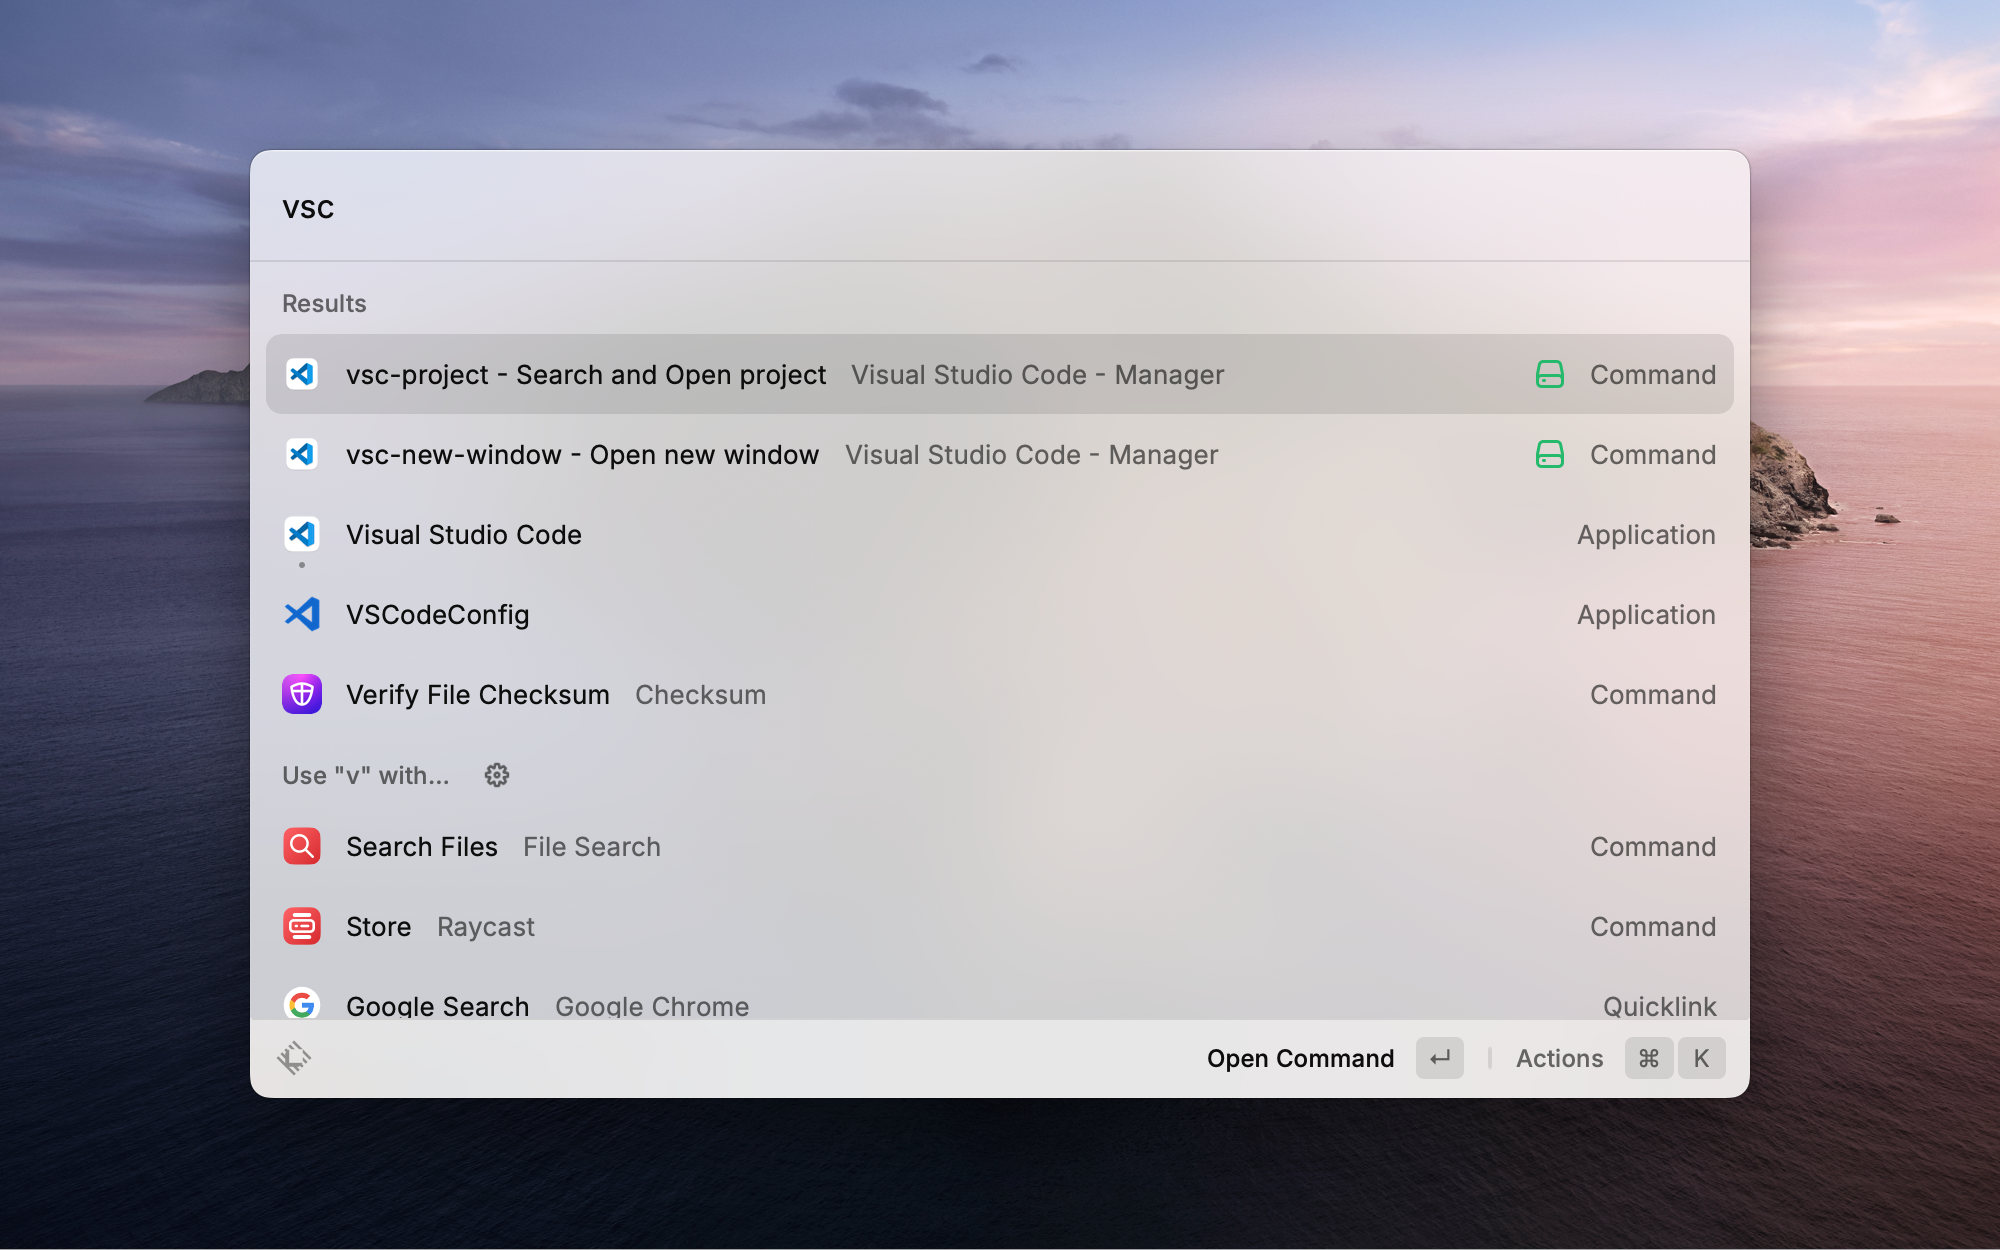 vsc
Results
vsc-project - Search and Open project Visual Studio Code - Manager Command
vsc-new-window - Open new window Visual Studio Code - Manager Command
Visual Studio Code Application
VSCodeConfig Application
Verify File Checksum Checksum Command
Use "v" with...
Search Files File Search Command
Store Raycast Command
Google Search Google Chrome Quicklink
Open Command ↵ Actions ⌘ K